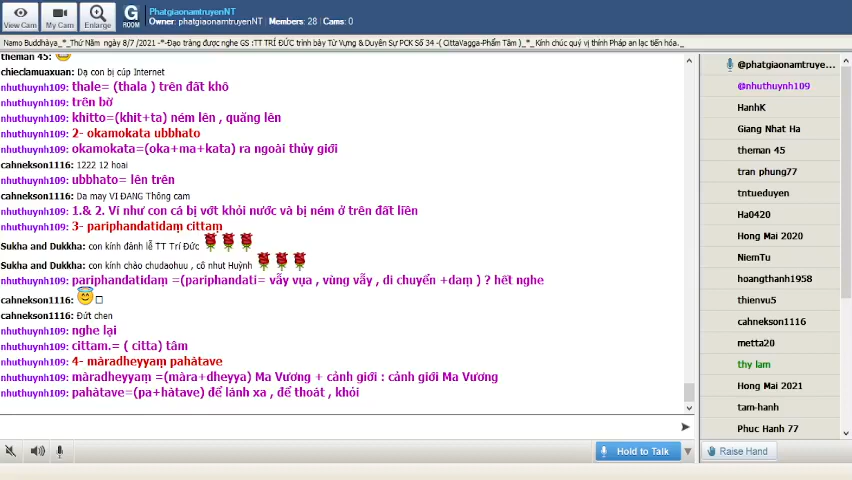 PhatgiaonamtruyenNT
Owner: phatgiaonamtruyenNT | Members: 28 | Cams: 0
View Cam
My Cam
Enlarge
G ROOM
Namo Buddhàya_*_Thứ Năm ngày 8/7 /2021 -*-Đạo tràng được nghe GS :TT TRÍ ĐỨC trình bày Từ Vựng & Duyên Sự PCK Số 34 -( CittaVagga-Phẩm Tâm )_*_Kính chúc quý vị thính Pháp an lạc tiến hóa._
theman 45:
chieclamuaxuan: Dạ con bị cúp Internet
nhuthuynh109: thale= (thala ) trên đất khô
nhuthuynh109: trên bờ
nhuthuynh109: khitto=(khit+ta) ném lên , quăng lên
nhuthuynh109: 2- okamokata ubbhato
nhuthuynh109: okamokata=(oka+ma+kata) ra ngoài thủy giới
cahnekson1116: 1222 12 hoai
nhuthuynh109: ubbhato= lên trên
cahnekson1116: Da may VI ĐANG Thông cam
nhuthuynh109: 1.& 2. Ví như con cá bị vớt khỏi nước và bị ném ở trên đất liền
nhuthuynh109: 3- pariphandatidaṃ cittaṃ
Sukha and Dukkha: con kính đảnh lễ TT Trí Đức
Sukha and Dukkha: con kính chào chudaohuu , cô nhut Huỳnh
nhuthuynh109: pariphandatidaṃ =(pariphandati= vẫy vụa , vùng vẫy , di chuyển +daṃ ) ? hết nghe
cahnekson1116:
cahnekson1116: Đứt chen
nhuthuynh109: nghe lại
nhuthuynh109: cittam.= ( citta) tâm
nhuthuynh109: 4- màradheyyaṃ pahàtave
nhuthuynh109: màradheyyaṃ =(màra+dheyya) Ma Vương + cảnh giới : cảnh giới Ma Vương
nhuthuynh109: pahàtave=(pa+hàtave) để lánh xa , để thoát , khỏi
@phatgiaonamtruye...
@nhuthuynh109
HanhK
Giang Nhat Ha
theman 45
tran phung77
tntueduyen
Ha0420
Hong Mai 2020
NiemTu
hoangthanh1958
thienvu5
cahnekson1116
metta20
thy lam
Hong Mai 2021
tam-hanh
Phuc Hanh 77
Hold to Talk
Raise Hand